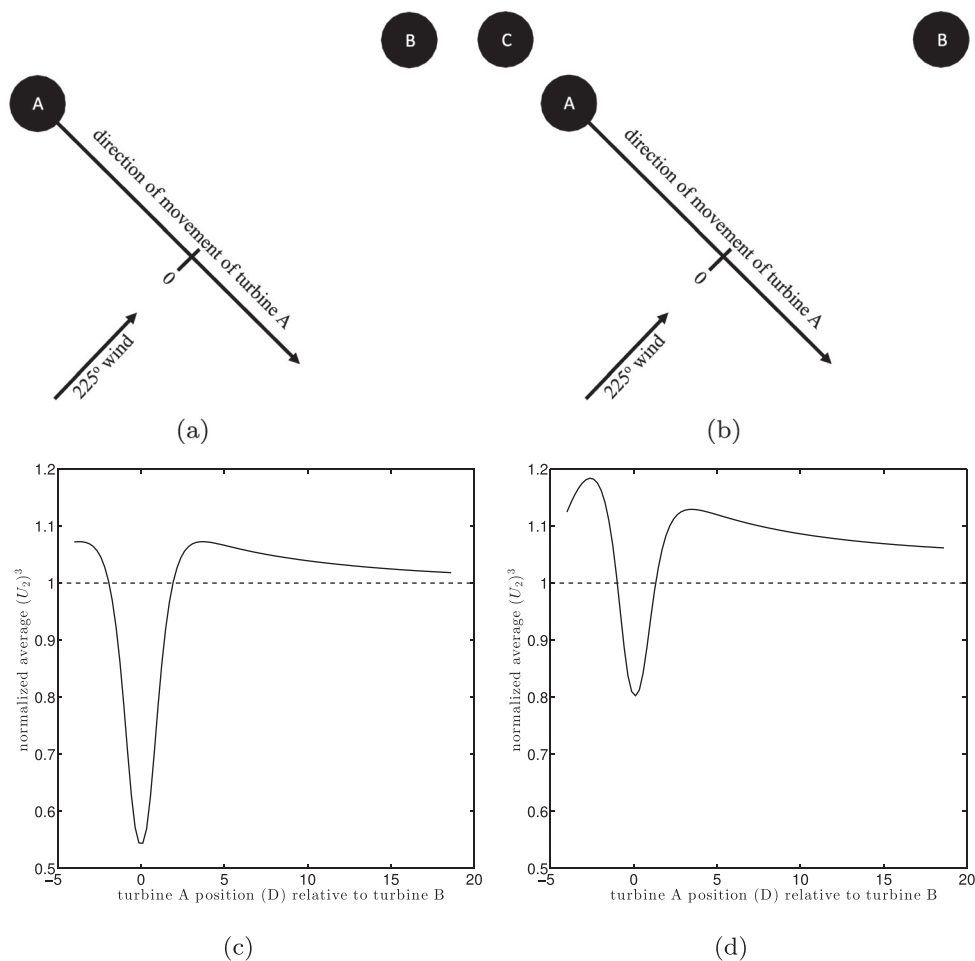 B
C
B
A
A
direction of movement of turbine A
direction of movement of turbine A
0
0
225º wind
225º wind
(a)
(b)
1.2
1.1
1
0.9
0.8
0.7
0.6
0.5
normalized average (U₂)³
−5
0
5
10
15
20
turbine A position (D) relative to turbine B
(c)
1.2
1.1
1
0.9
0.8
0.7
0.6
0.5
normalized average (U₂)³
−5
0
5
10
15
20
turbine A position (D) relative to turbine B
(d)